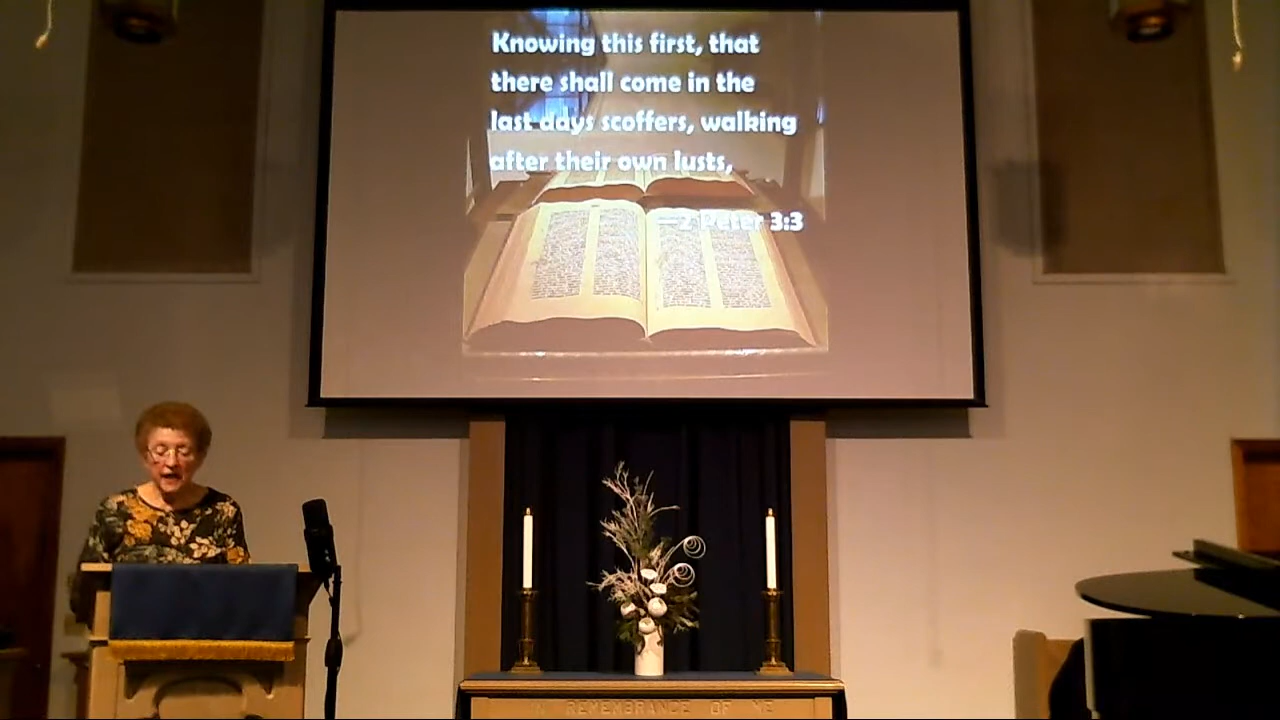 Knowing this first, that
there shall come in the
last days scoffers, walking
after their own lusts,
—2 Peter 3:3
IN REMEMBRANCE OF ME